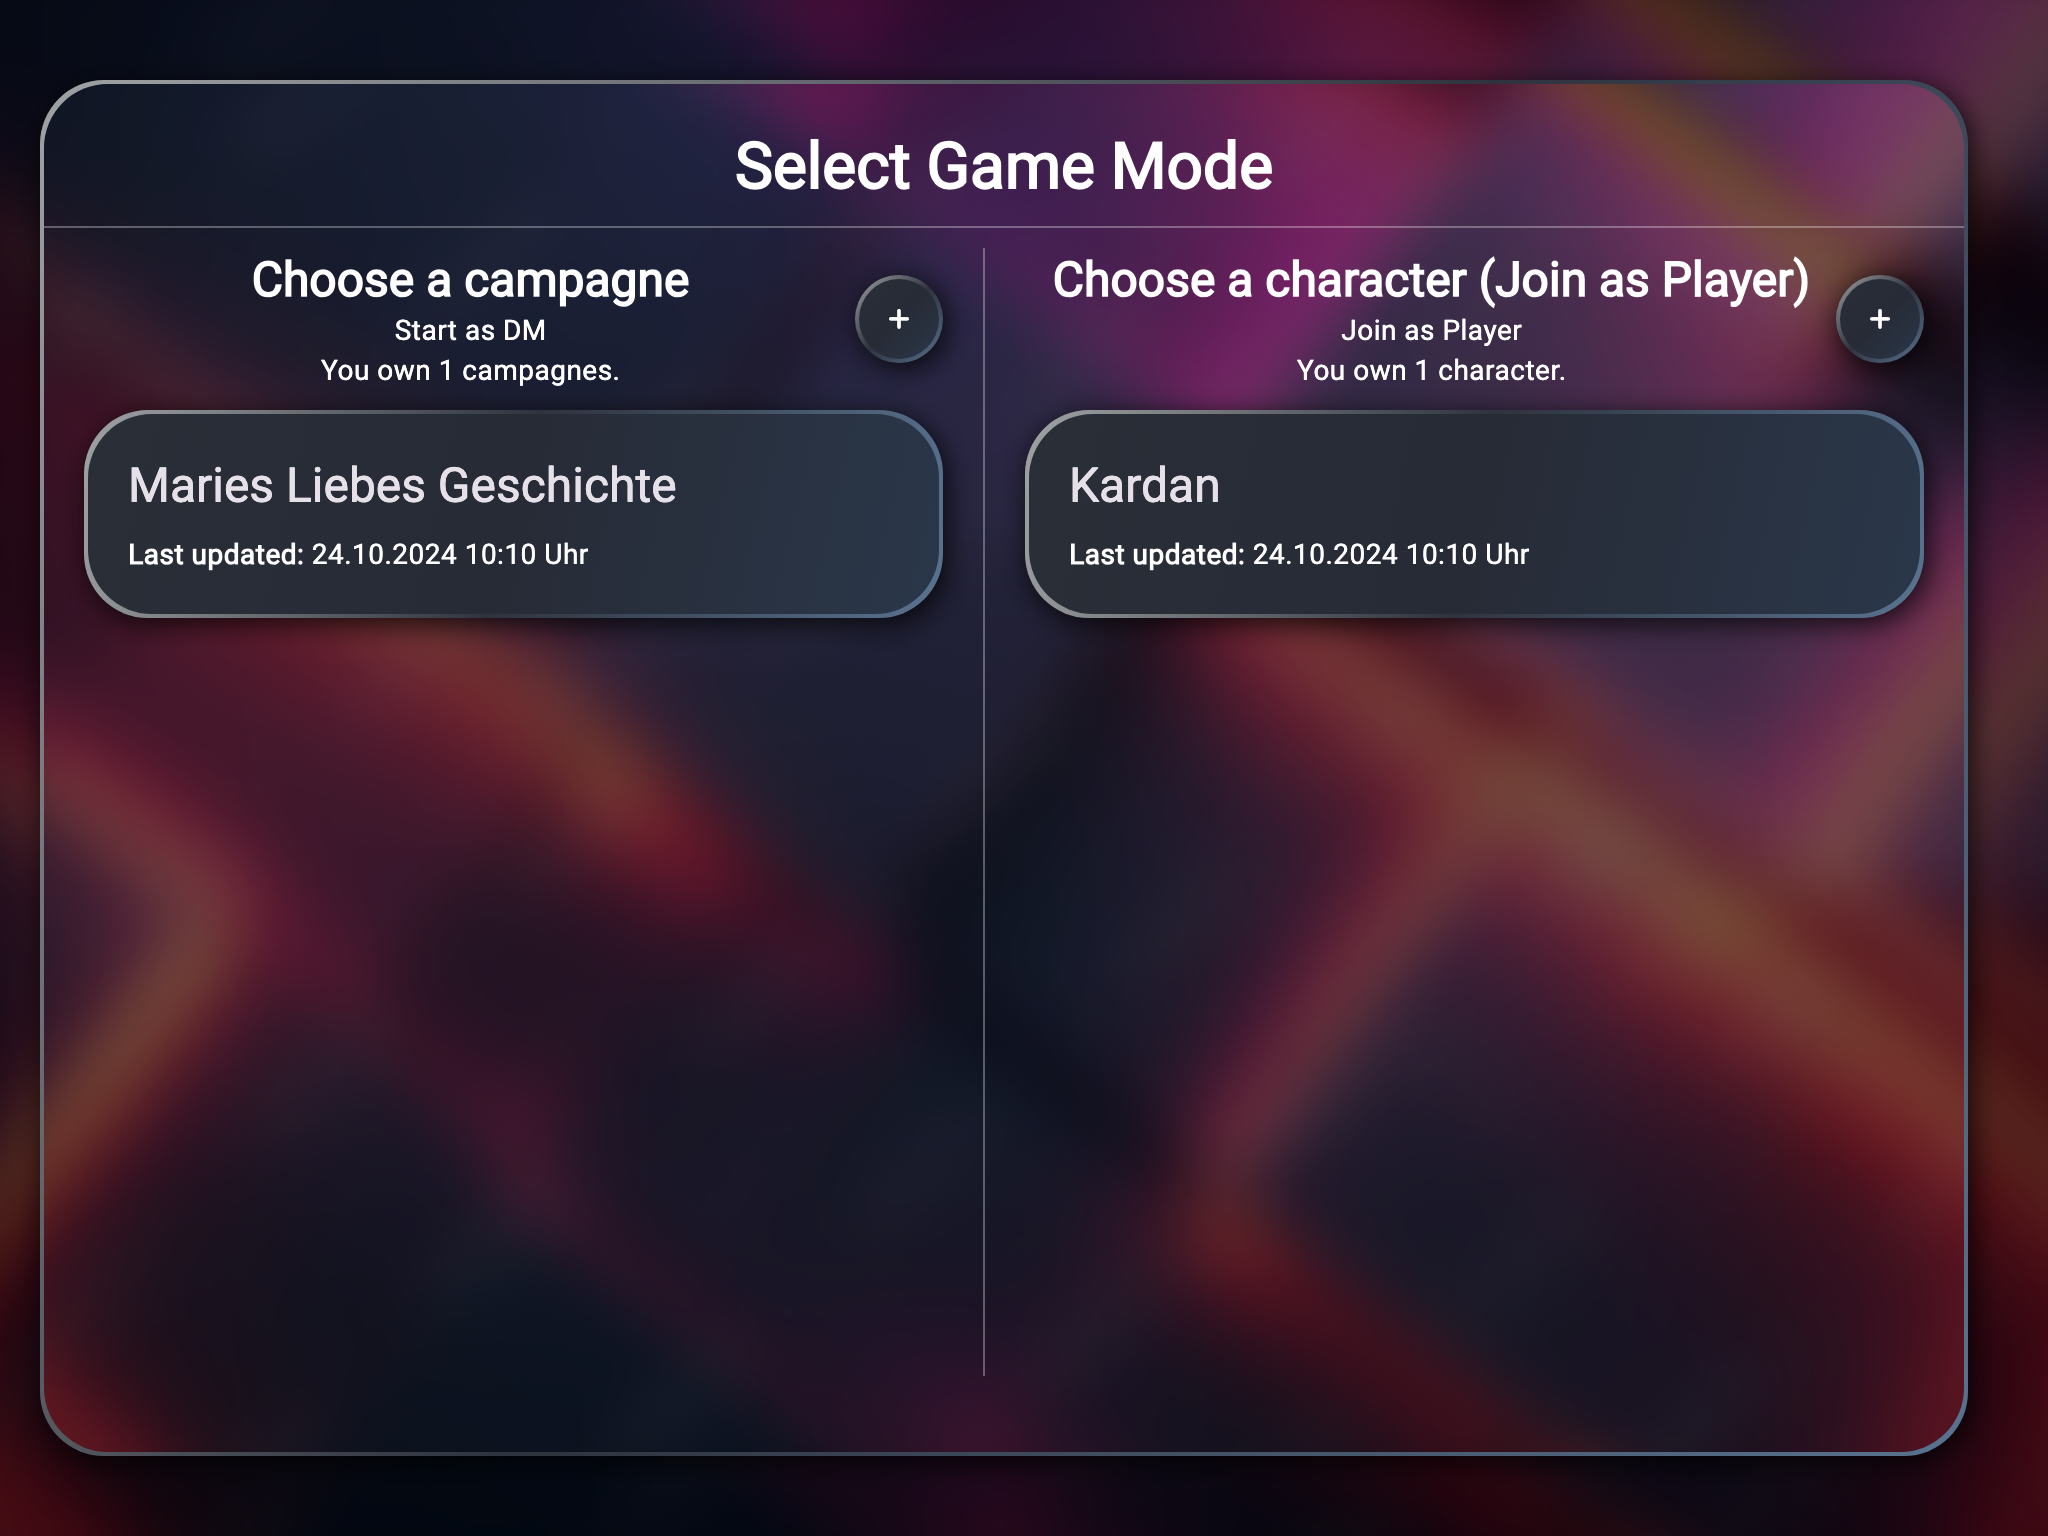 Select Game Mode
Choose a campagne
Start as DM
You own 1 campagnes.
+
Maries Liebes Geschichte
Last updated: 24.10.2024 10:10 Uhr
Choose a character (Join as Player)
Join as Player
You own 1 character.
+
Kardan
Last updated: 24.10.2024 10:10 Uhr